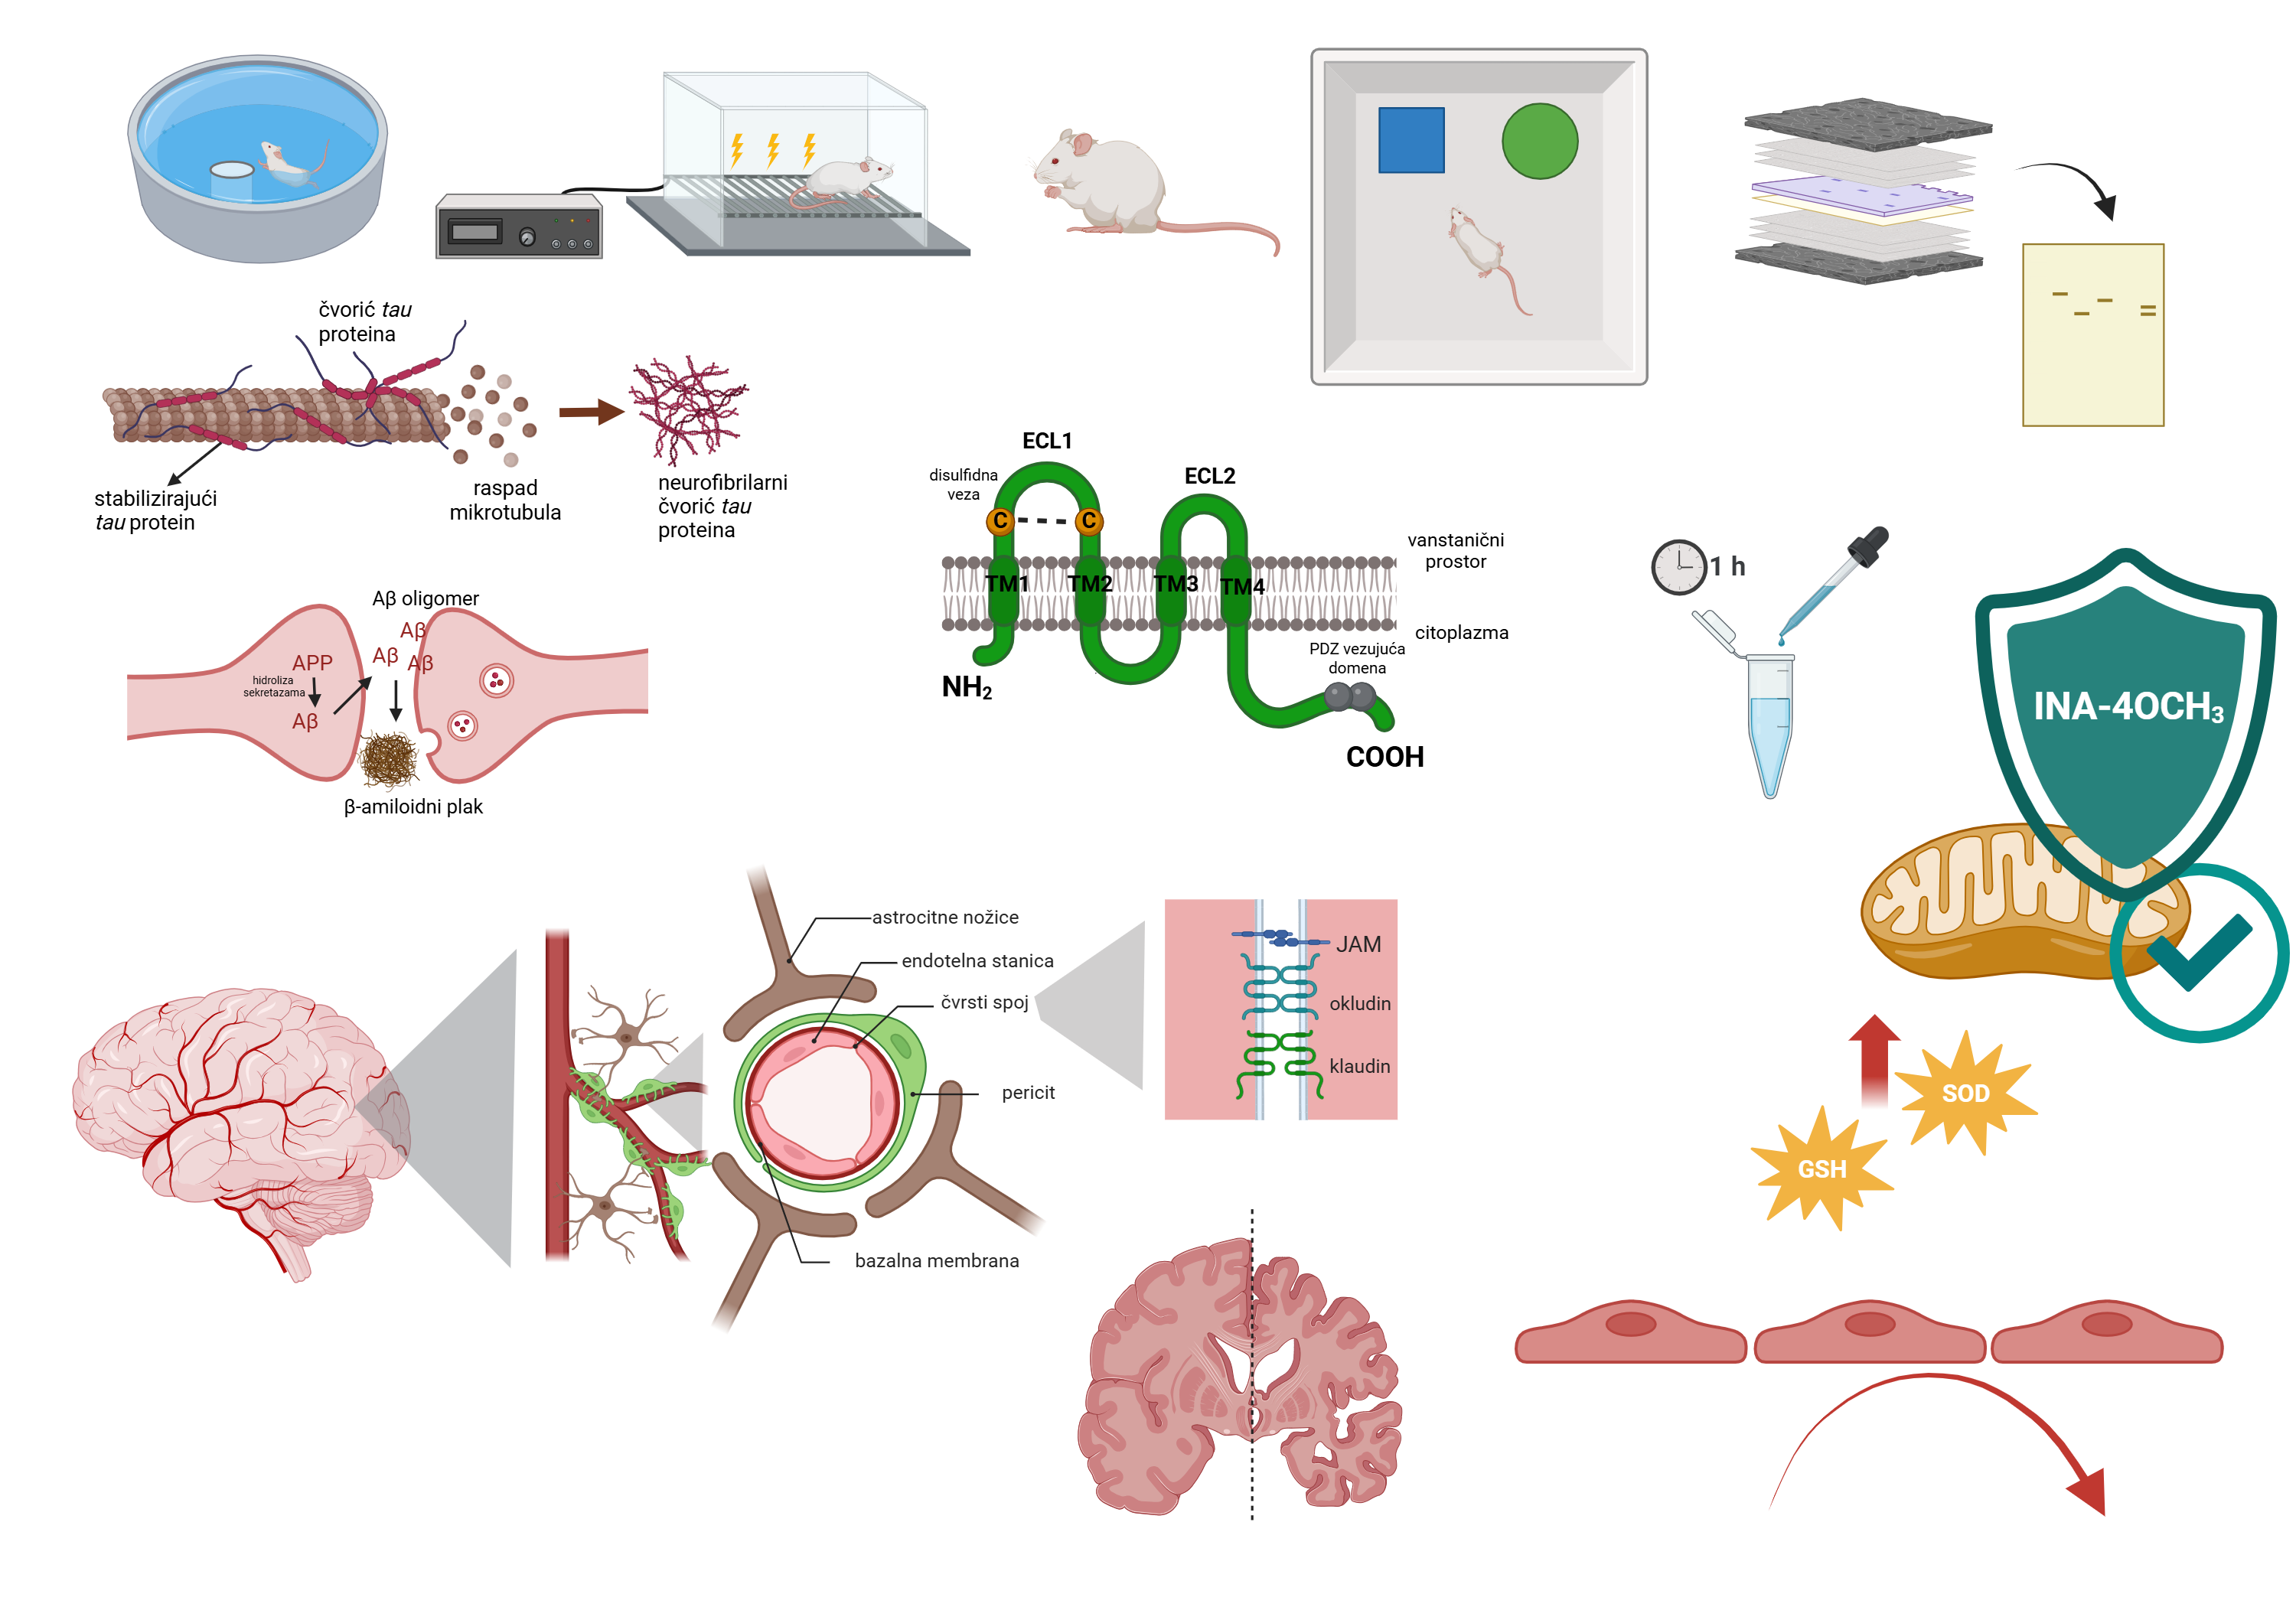 čvorić tau
proteina
stabilizirajući
tau protein
raspad
mikrotubula
neurofibrilarni
čvorić tau
proteina
ECL1
disulfidna
veza
C
C
ECL2
TM1
TM2
TM3
TM4
vanstanični
prostor
citoplazma
PDZ vezujuća
domena
NH₂
COOH
1 h
INA-4OCH₃
Aβ oligomer
Aβ
Aβ
Aβ
APP
hidroliza
sekretazama
Aβ
β-amiloidni plak
astrocitne nožice
endotelna stanica
čvrsti spoj
pericit
bazalna membrana
JAM
okludin
klaudin
SOD
GSH